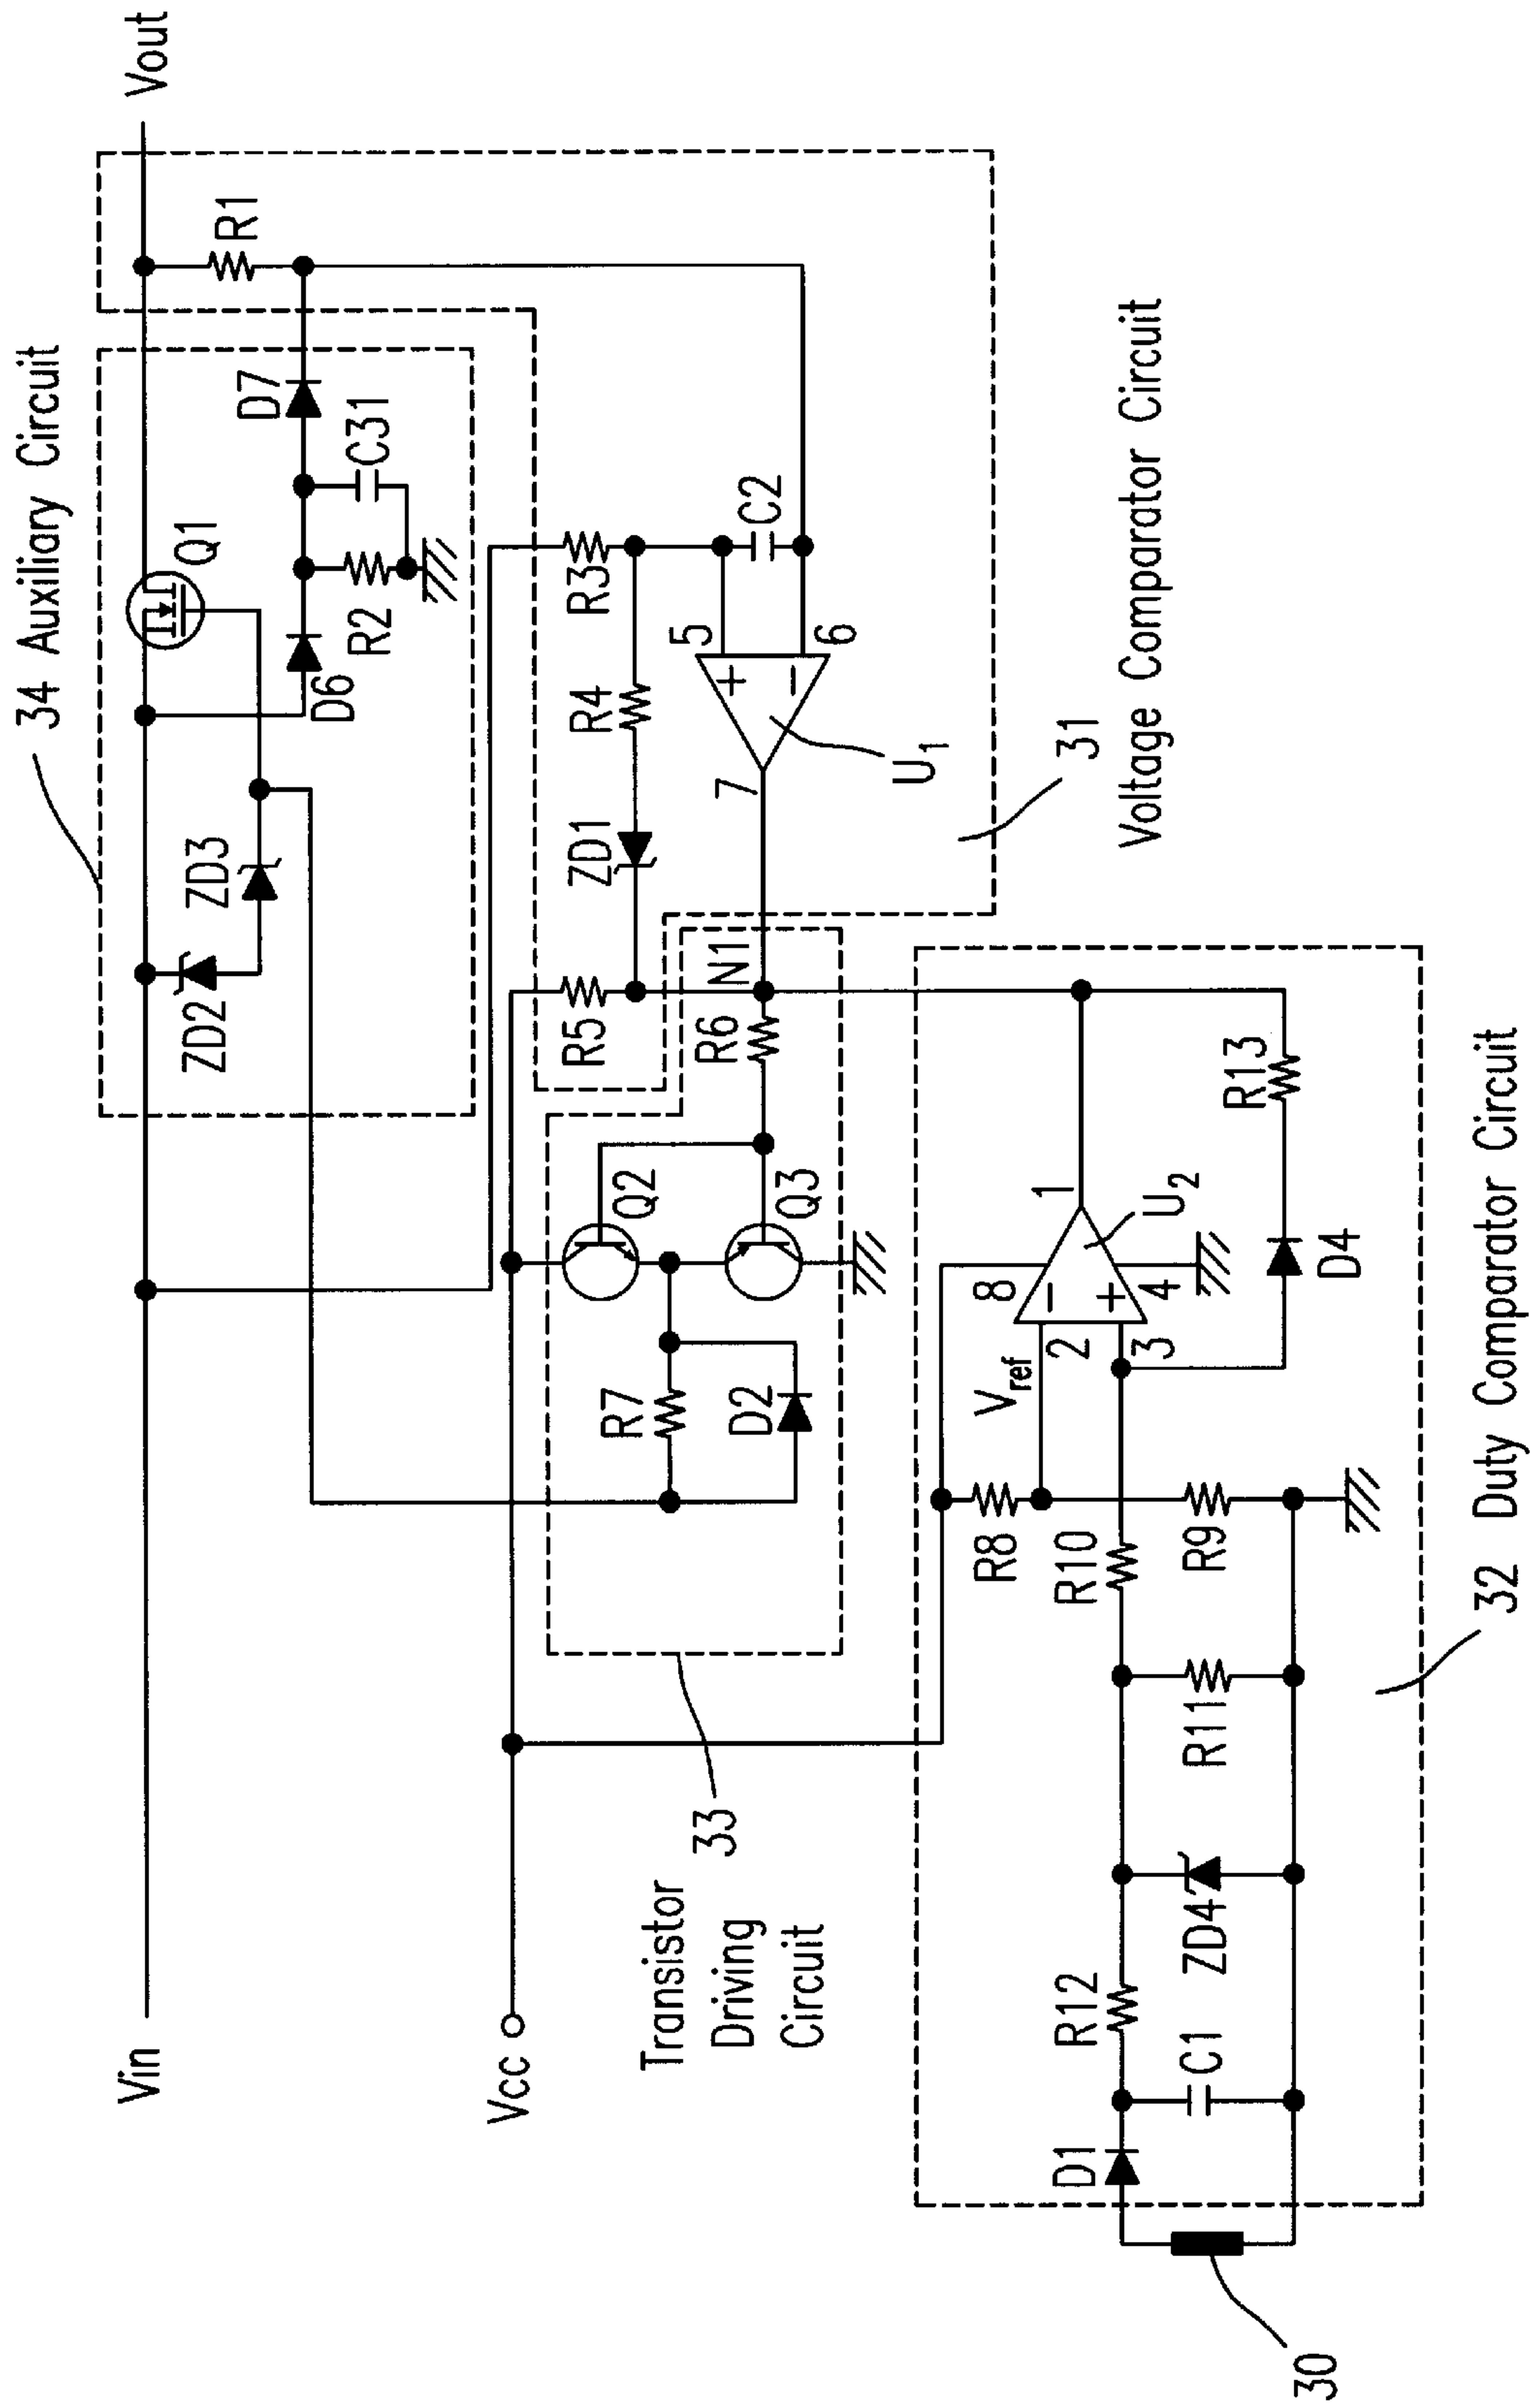 34 Auxiliary Circuit
Vout
Q1
D7
R1
ZD2
ZD3
D6
R2
C31
Vin
Vcc
R5
ZD1
R4
R3
C2
5
6
+
−
7
U1
N1
R6
Q2
Q3
R7
D2
31
Voltage Comparator Circuit
Transistor
Driving
Circuit
33
8
Vref
2
3
−
+
4
1
U2
R8
R10
R9
R11
R12
ZD4
C1
D1
R13
D4
30
32 Duty Comparator Circuit